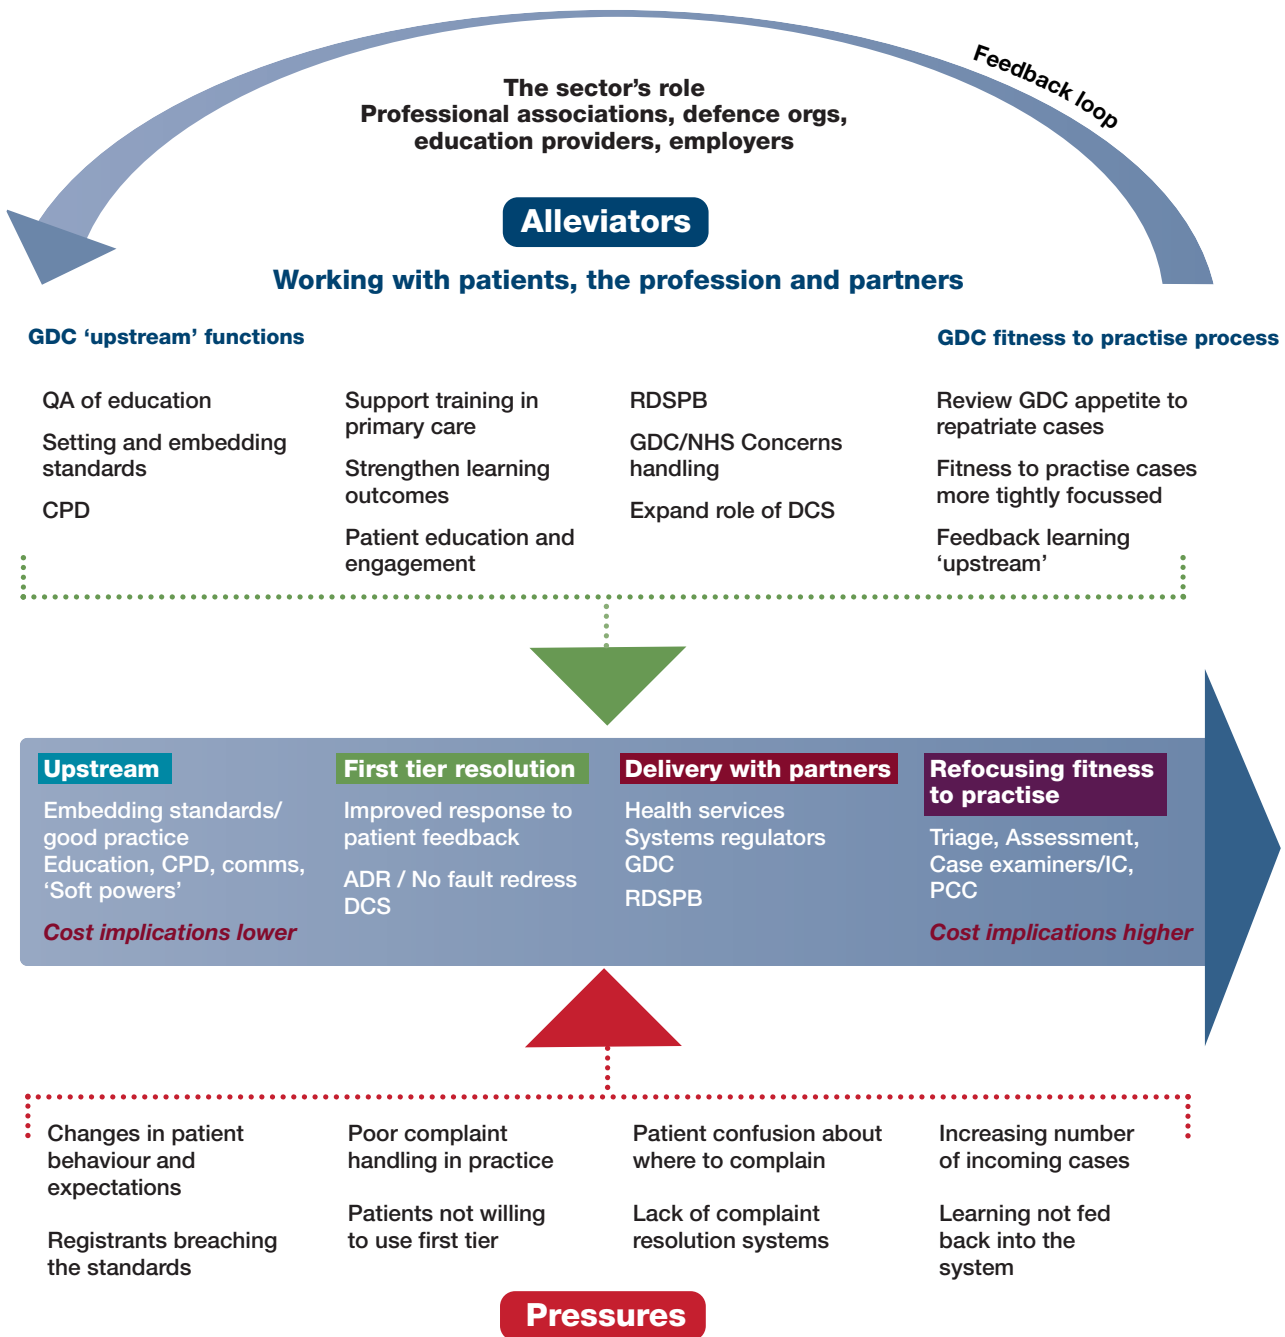 Feedback loop
The sector’s role
Professional associations, defence orgs,
education providers, employers
Alleviators
Working with patients, the profession and partners
GDC ‘upstream’ functions
QA of education
Setting and embedding
standards
CPD
Support training in
primary care
Strengthen learning
outcomes
Patient education and
engagement
RDSPB
GDC/NHS Concerns
handling
Expand role of DCS
GDC fitness to practise process
Review GDC appetite to
repatriate cases
Fitness to practise cases
more tightly focussed
Feedback learning
‘upstream’
Upstream
Embedding standards/
good practice
Education, CPD, comms,
‘Soft powers’
Cost implications lower
First tier resolution
Improved response to
patient feedback
ADR / No fault redress
DCS
Delivery with partners
Health services
Systems regulators
GDC
RDSPB
Refocusing fitness
to practise
Triage, Assessment,
Case examiners/IC,
PCC
Cost implications higher
Changes in patient
behaviour and
expectations
Registrants breaching
the standards
Poor complaint
handling in practice
Patients not willing
to use first tier
Patient confusion about
where to complain
Lack of complaint
resolution systems
Increasing number
of incoming cases
Learning not fed
back into the
system
Pressures